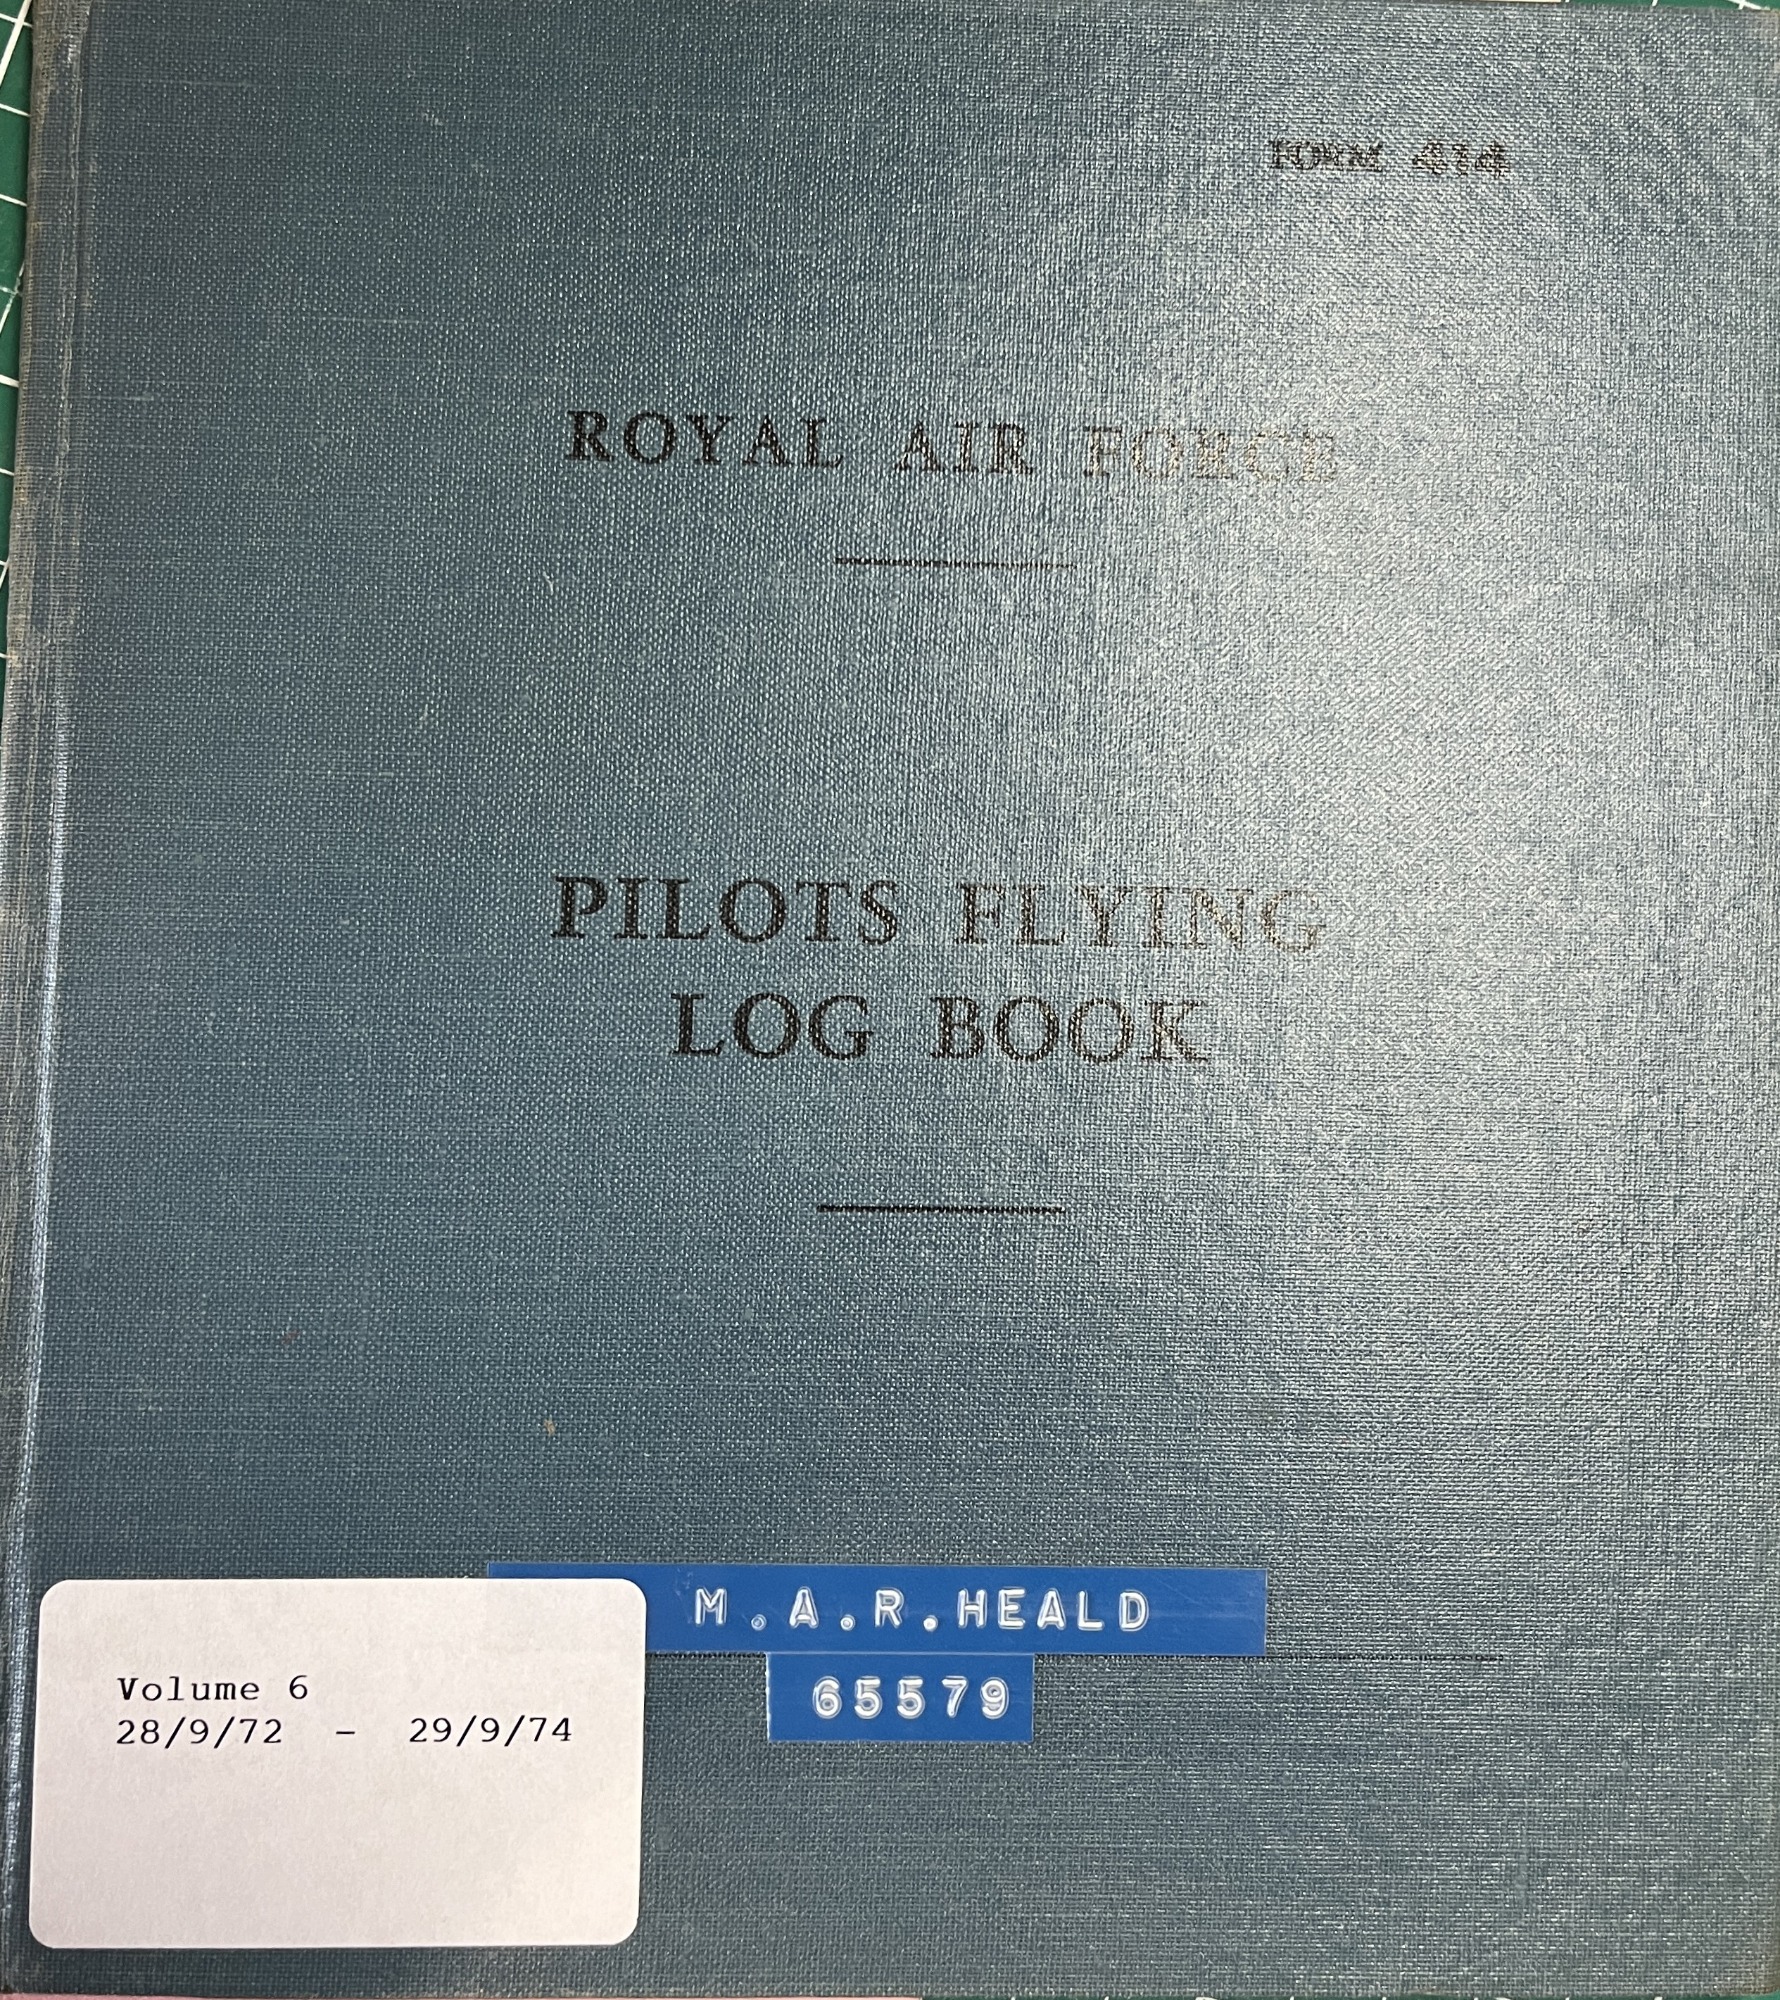 FORM 414
ROYAL AIR FORCE
PILOTS FLYING
LOG BOOK
M.A.R.HEALD
65579
Volume 6
28/9/72 - 29/9/74